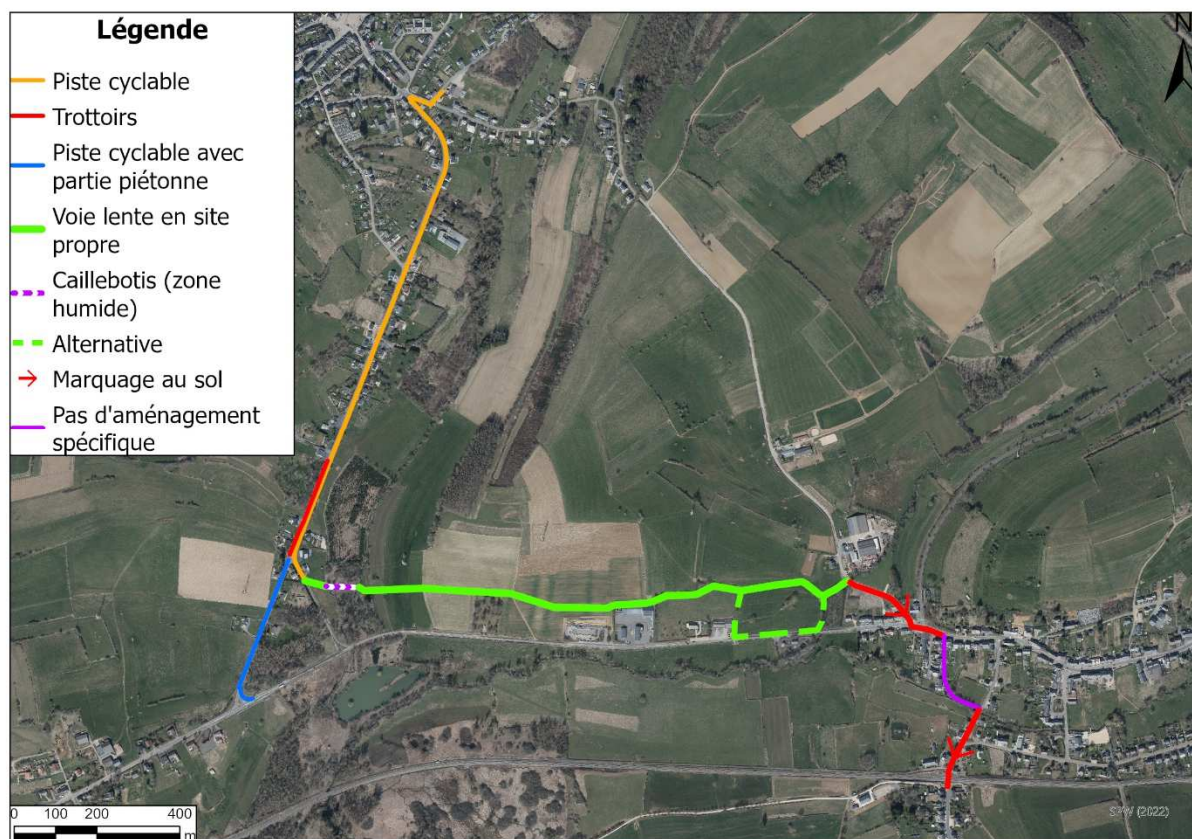 Légende
Piste cyclable
Trottoirs
Piste cyclable avec
partie piétonne
Voie lente en site
propre
Caillebotis (zone
humide)
Alternative
Marquage au sol
Pas d'aménagement
spécifique
N
0 100 200 400
m
SPW (2022)